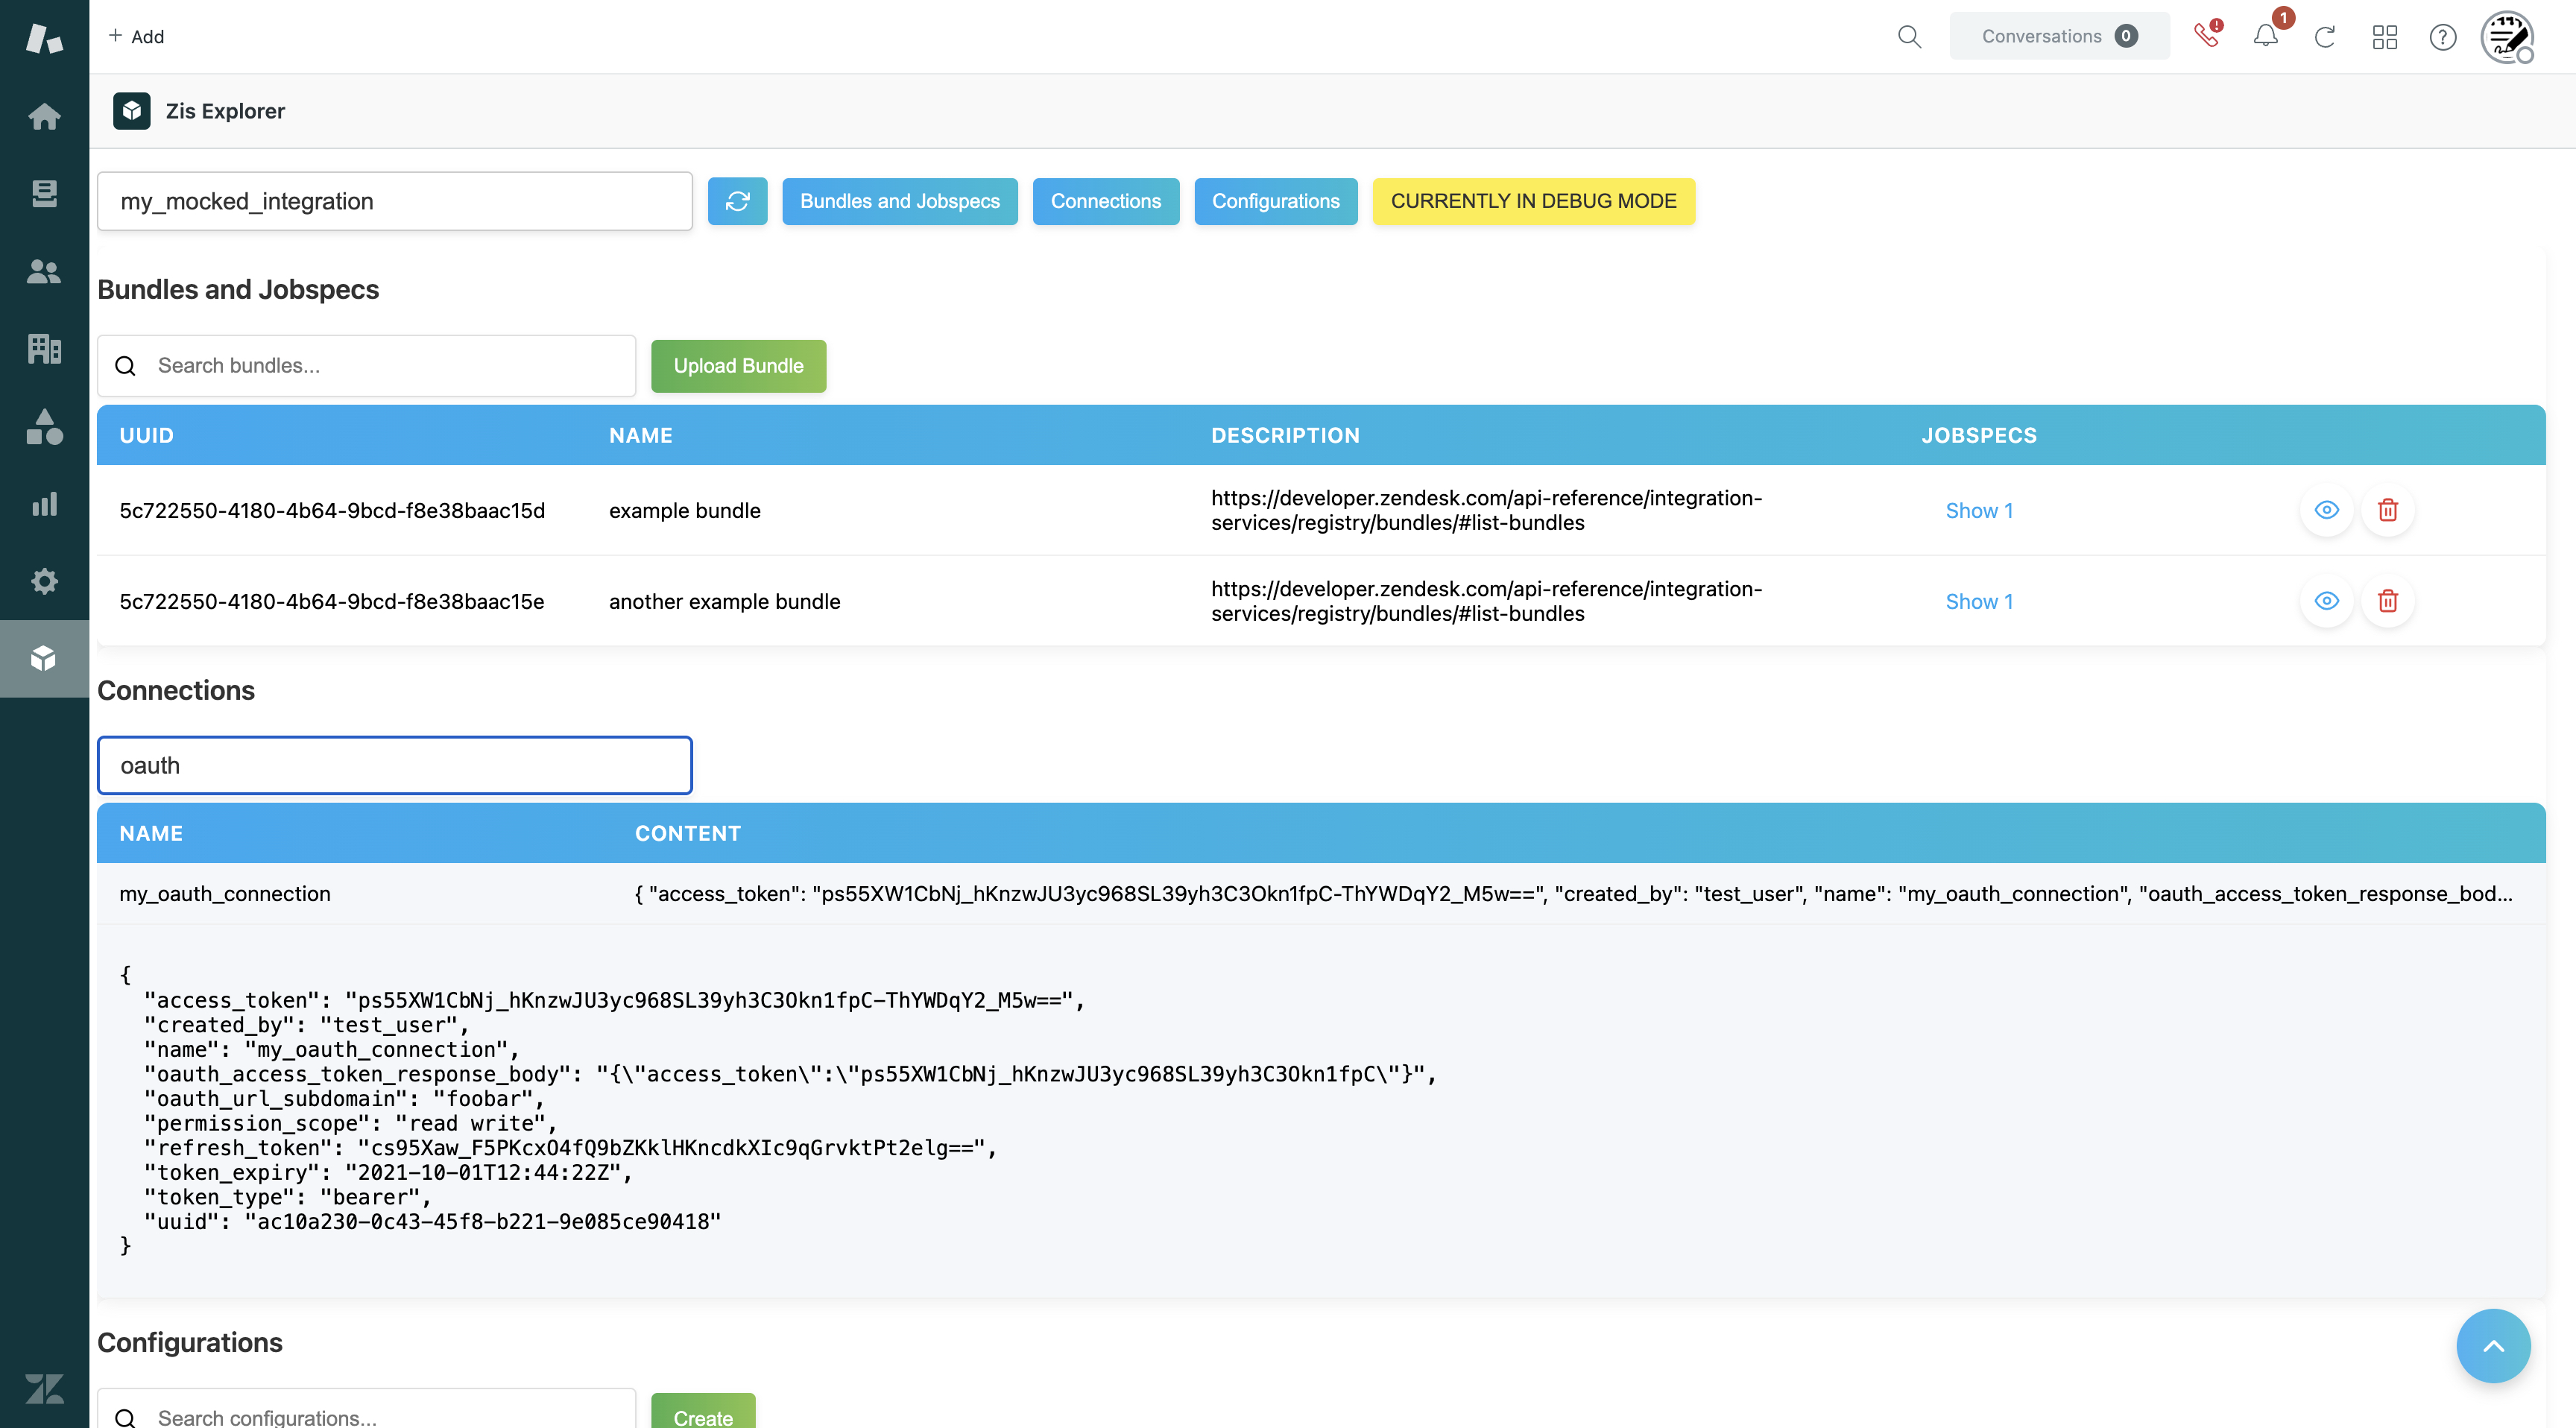 + Add
Conversations 0
!
1
?
Zis Explorer
my_mocked_integration
Bundles and Jobspecs
Connections
Configurations
CURRENTLY IN DEBUG MODE
Bundles and Jobspecs
Search bundles...
Upload Bundle
UUID NAME DESCRIPTION JOBSPECS
5c722550-4180-4b64-9bcd-f8e38baac15d example bundle https://developer.zendesk.com/api-reference/integration-
services/registry/bundles/#list-bundles
Show 1
5c722550-4180-4b64-9bcd-f8e38baac15e another example bundle https://developer.zendesk.com/api-reference/integration-
services/registry/bundles/#list-bundles
Show 1
Connections
oauth
NAME CONTENT
my_oauth_connection { "access_token": "ps55XW1CbNj_hKnzwJU3yc968SL39yh3C3Okn1fpC-ThYWDqY2_M5w==", "created_by": "test_user", "name": "my_oauth_connection", "oauth_access_token_response_bod...
{
"access_token": "ps55XW1CbNj_hKnzwJU3yc968SL39yh3C3Okn1fpC-ThYWDqY2_M5w==",
"created_by": "test_user",
"name": "my_oauth_connection",
"oauth_access_token_response_body": "{\"access_token\":\"ps55XW1CbNj_hKnzwJU3yc968SL39yh3C3Okn1fpC\"}",
"oauth_url_subdomain": "foobar",
"permission_scope": "read write",
"refresh_token": "cs95Xaw_F5PKcxO4fQ9bZKklHKncdkXIc9qGrvktPt2elg==",
"token_expiry": "2021-10-01T12:44:22Z",
"token_type": "bearer",
"uuid": "ac10a230-0c43-45f8-b221-9e085ce90418"
}
Configurations
Search configurations...
Create